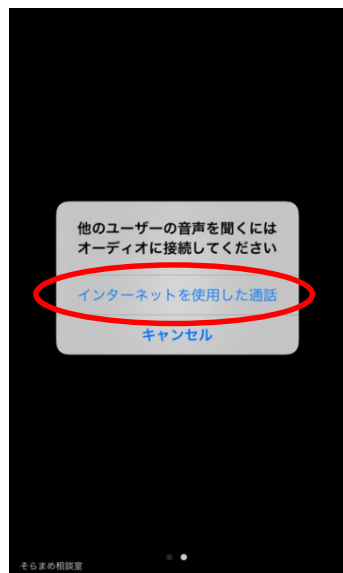 他のユーザーの音声を聞くには
オーディオに接続してください
インターネットを使用した通話
キャンセル
そらまめ相談室